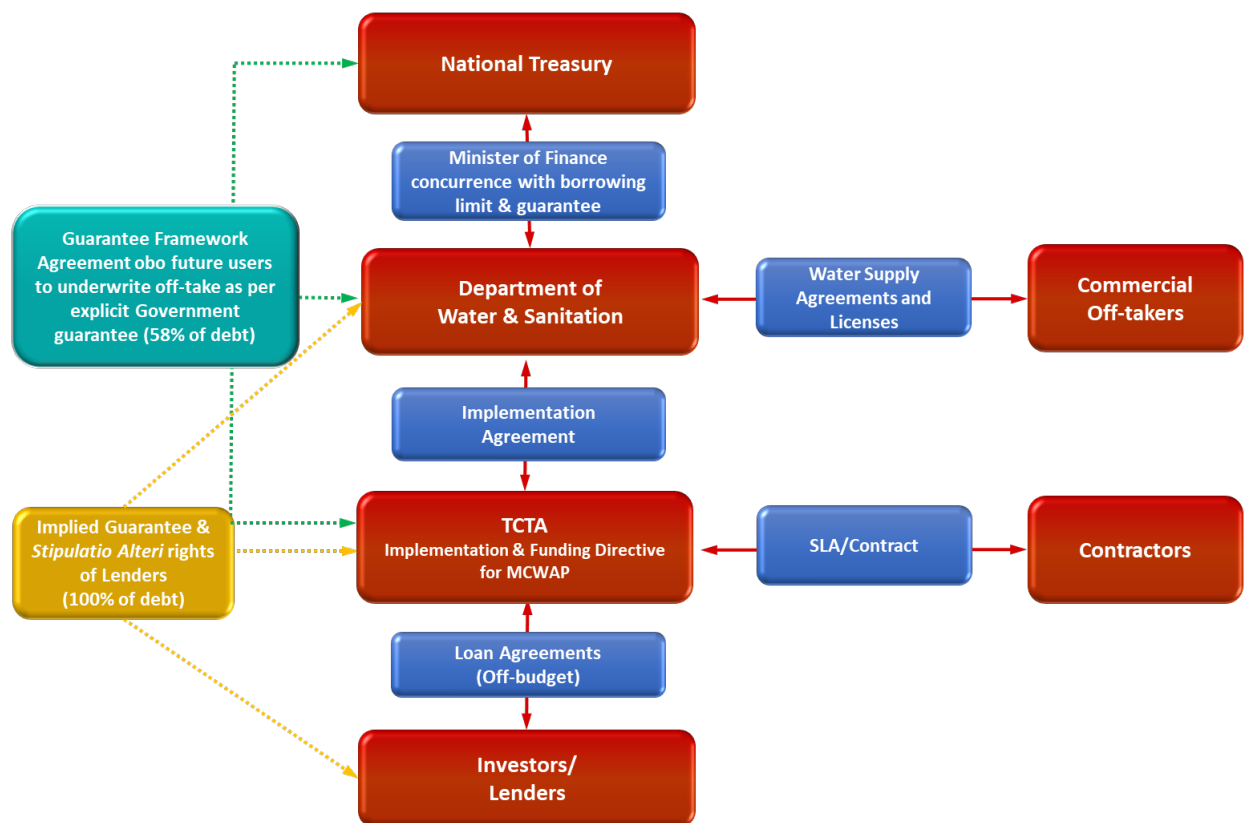 National Treasury
Minister of Finance
concurrence with borrowing
limit & guarantee
Guarantee Framework
Agreement obo future users
to underwrite off-take as per
explicit Government
guarantee (58% of debt)
Department of
Water & Sanitation
Water Supply
Agreements and
Licenses
Commercial
Off-takers
Implementation
Agreement
Implied Guarantee &
Stipulatio Alteri rights
of Lenders
(100% of debt)
TCTA
Implementation & Funding Directive
for MCWAP
SLA/Contract
Contractors
Loan Agreements
(Off-budget)
Investors/
Lenders